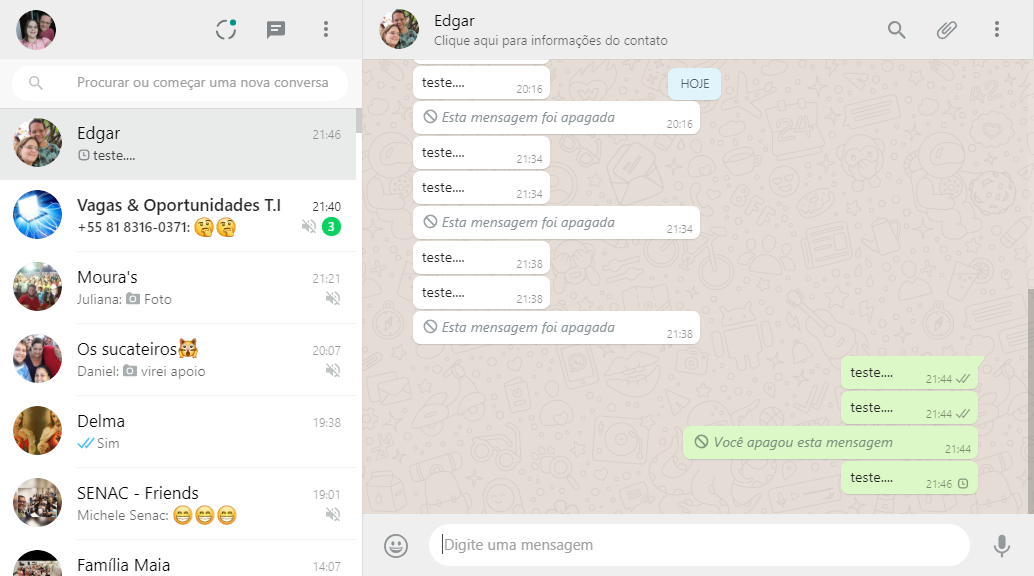 Procurar ou começar uma nova conversa
Edgar
21:46
teste....
Vagas & Oportunidades T.I
21:40
+55 81 8316-0371: 🤔🤔
3
Moura's
21:21
Juliana: Foto
Os sucateiros🙀
20:07
Daniel: virei apoio
Delma
19:38
Sim
SENAC - Friends
19:01
Michele Senac: 😁😁😁
Família Maia
14:07
Edgar
Clique aqui para informações do contato
HOJE
teste....
20:16
Esta mensagem foi apagada
20:16
teste....
21:34
teste....
21:34
Esta mensagem foi apagada
21:34
teste....
21:38
teste....
21:38
Esta mensagem foi apagada
21:38
teste....
21:44
teste....
21:44
Você apagou esta mensagem
21:44
teste....
21:46
Digite uma mensagem